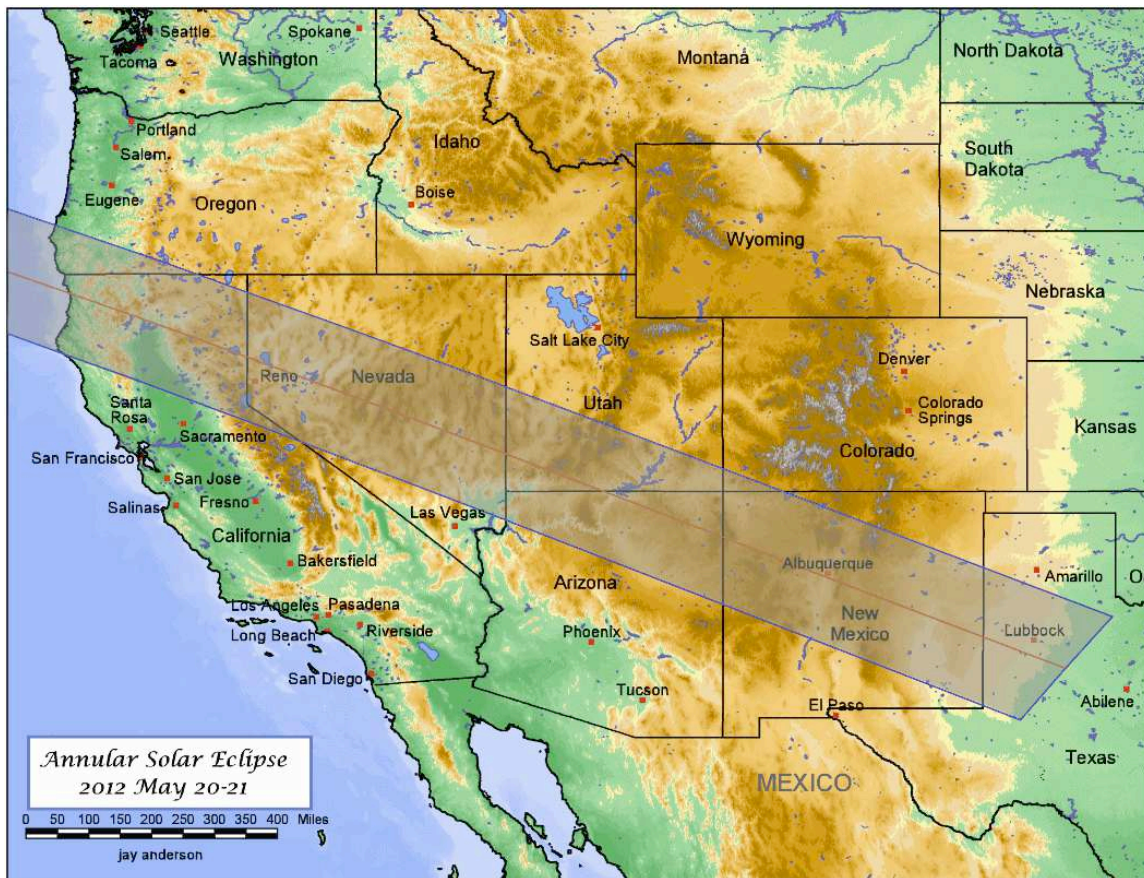 Seattle
Spokane
Tacoma
Washington
Montana
North Dakota
Portland
Salem
Idaho
South
Dakota
Eugene
Oregon
Boise
Wyoming
Nebraska
Salt Lake City
Denver
Reno
Nevada
Utah
Colorado
Springs
Santa
Rosa
Sacramento
Kansas
San Francisco
Colorado
San Jose
Salinas
Fresno
Las Vegas
California
Bakersfield
Arizona
Albuquerque
Amarillo
O
Los Angeles
Pasadena
New
Mexico
Long Beach
Riverside
Phoenix
Lubbock
San Diego
Tucson
El Paso
Abilene
Texas
MEXICO
Annular Solar Eclipse
2012 May 20-21
0 50 100 150 200 250 300 350 400 Miles
jay anderson